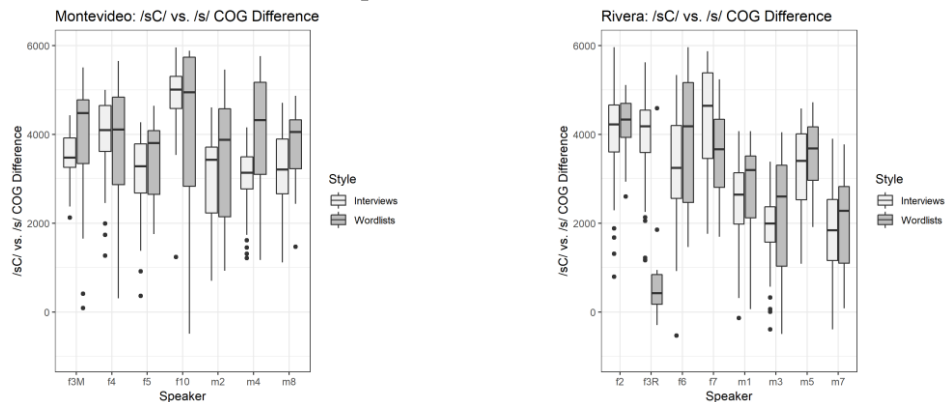 Montevideo: /sC/ vs. /s/ COG Difference
/sC/ vs. /s/ COG Difference
6000
4000
2000
0
f3M f4 f5 f10 m2 m4 m8
Speaker
Style
Interviews
Wordlists
Rivera: /sC/ vs. /s/ COG Difference
/sC/ vs. /s/ COG Difference
6000
4000
2000
0
f2 f3R f6 f7 m1 m3 m5 m7
Speaker
Style
Interviews
Wordlists